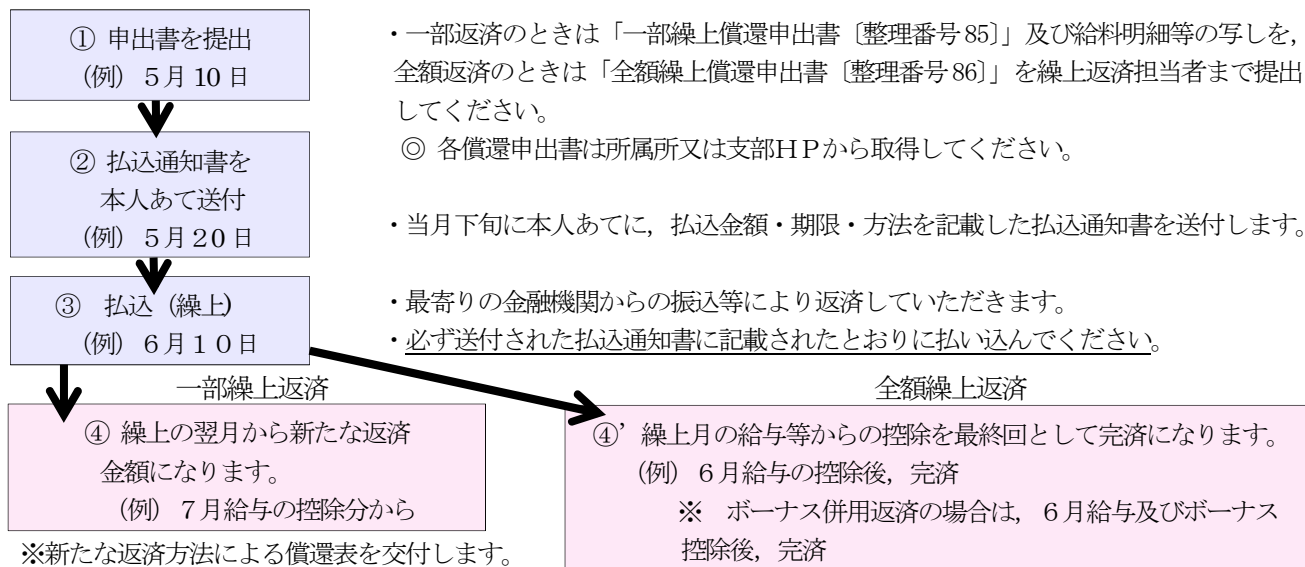 ① 申出書を提出
(例) 5月10日
・一部返済のときは「一部繰上償還申出書〔整理番号85〕」及び給料明細等の写しを，
全額返済のときは「全額繰上償還申出書〔整理番号86〕」を繰上返済担当者まで提出
してください。
◎ 各償還申出書は所属所又は支部ＨＰから取得してください。
② 払込通知書を
本人あて送付
(例) 5月２０日
・当月下旬に本人あてに，払込金額・期限・方法を記載した払込通知書を送付します。
③ 払込（繰上）
(例) ６月１０日
・最寄りの金融機関からの振込等により返済していただきます。
・必ず送付された払込通知書に記載されたとおりに払い込んでください。
一部繰上返済
④ 繰上の翌月から新たな返済
金額になります。
(例) ７月給与の控除分から
※新たな返済方法による償還表を交付します。
全額繰上返済
④’ 繰上月の給与等からの控除を最終回として完済になります。
(例) ６月給与の控除後，完済
※ ボーナス併用返済の場合は，６月給与及びボーナス
控除後，完済